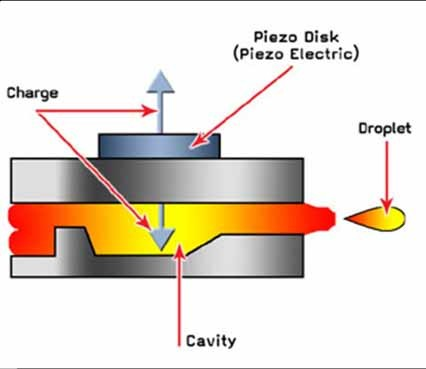 Piezo Disk
(Piezo Electric)
Charge
Droplet
Cavity